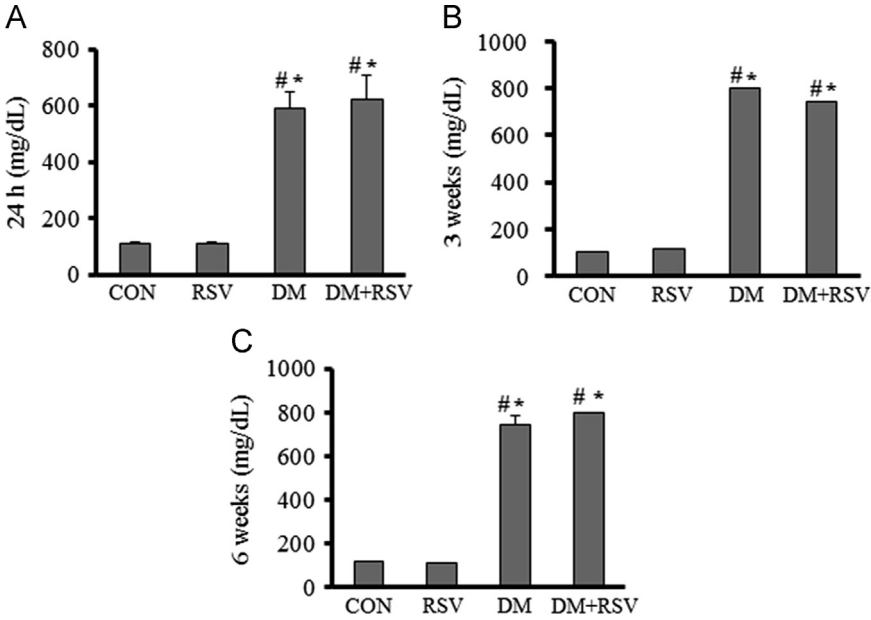 A
24 h (mg/dL)
800
600
400
200
0
# *
# *
CON RSV DM DM+RSV
B
3 weeks (mg/dL)
1000
800
600
400
200
0
# *
# *
CON RSV DM DM+RSV
C
6 weeks (mg/dL)
1000
800
600
400
200
0
# *
# *
CON RSV DM DM+RSV